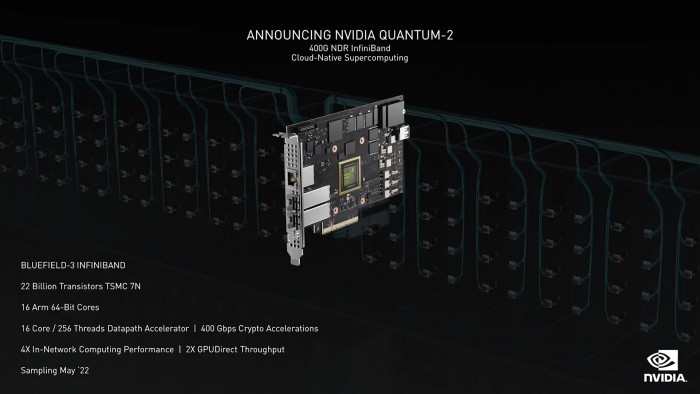 ANNOUNCING NVIDIA QUANTUM-2
400G NDR InfiniBand
Cloud-Native Supercomputing
BLUEFIELD-3 INFINIBAND
22 Billion Transistors TSMC 7N
16 Arm 64-Bit Cores
16 Core / 256 Threads Datapath Accelerator | 400 Gbps Crypto Accelerations
4X In-Network Computing Performance | 2X GPUDirect Throughput
Sampling May '22
NVIDIA.